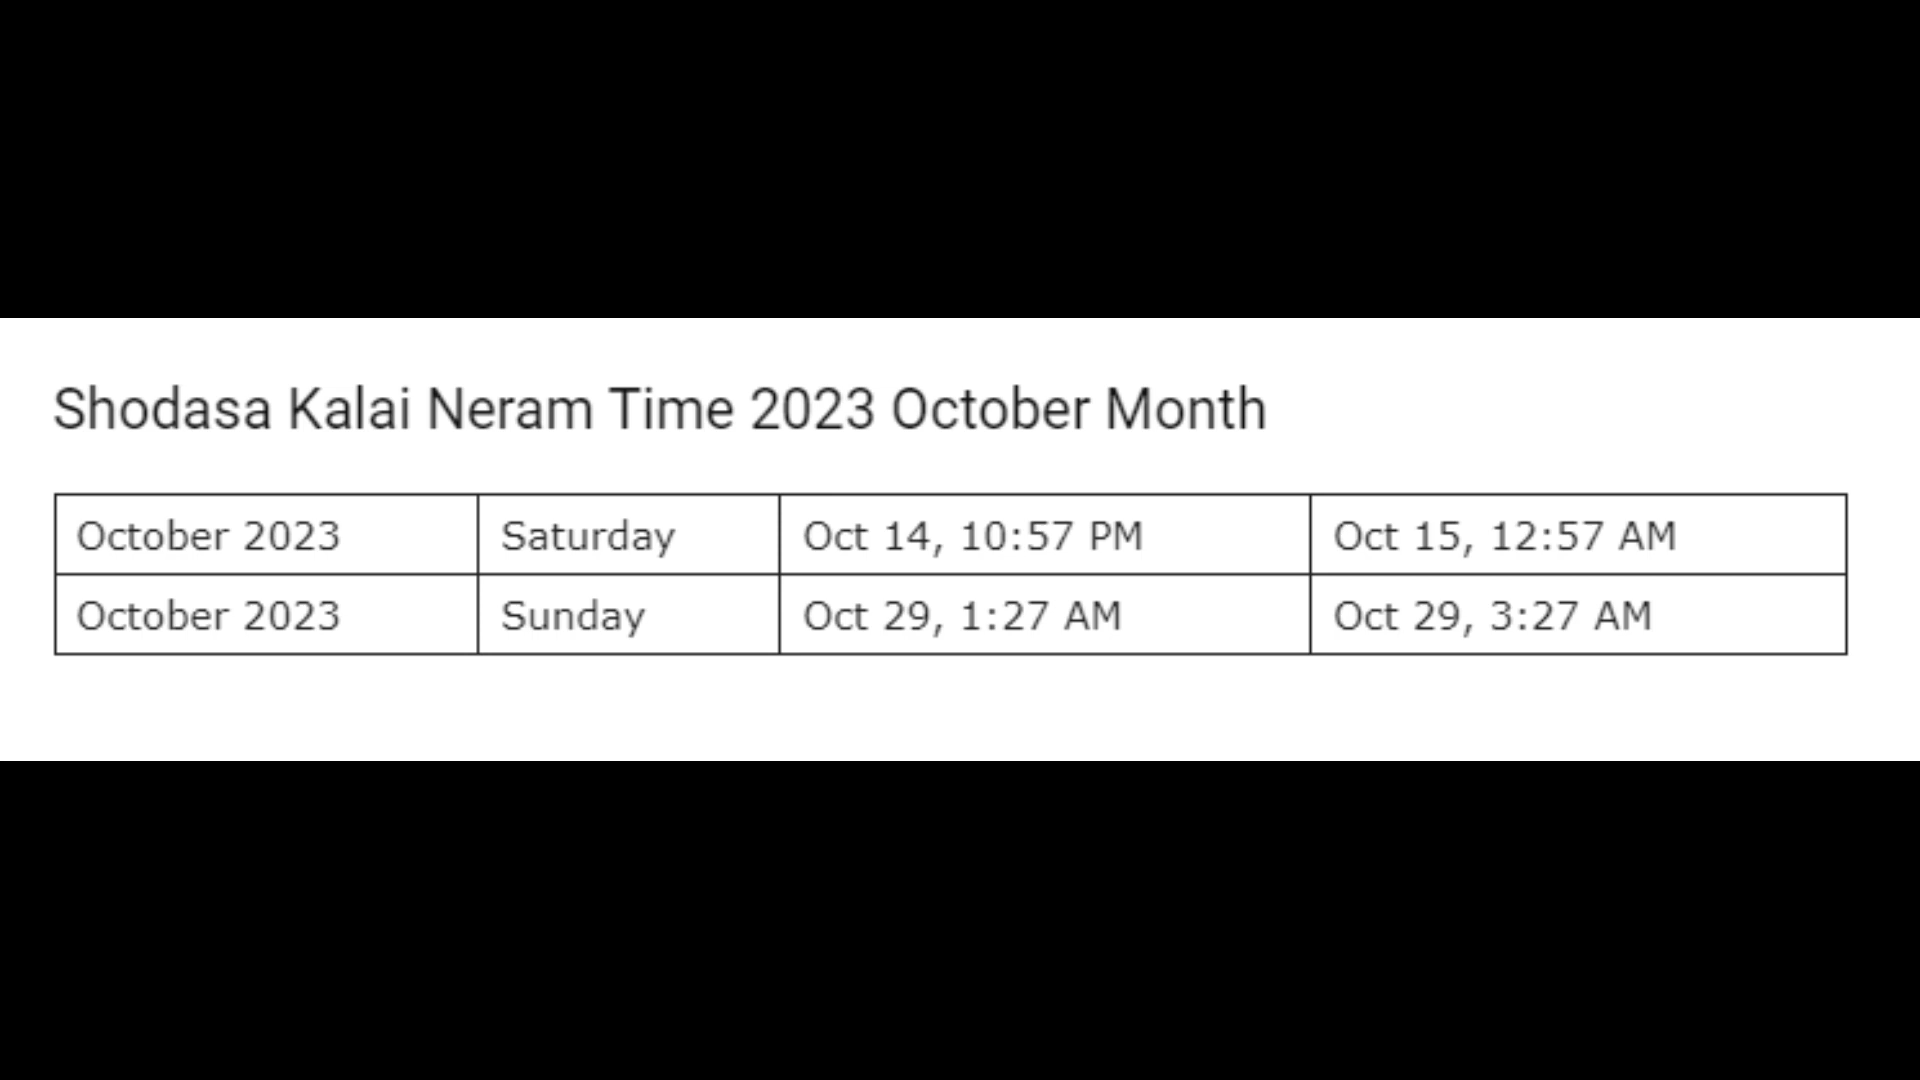 Shodasa Kalai Neram Time 2023 October Month
October 2023 Saturday Oct 14, 10:57 PM Oct 15, 12:57 AM
October 2023 Sunday Oct 29, 1:27 AM Oct 29, 3:27 AM